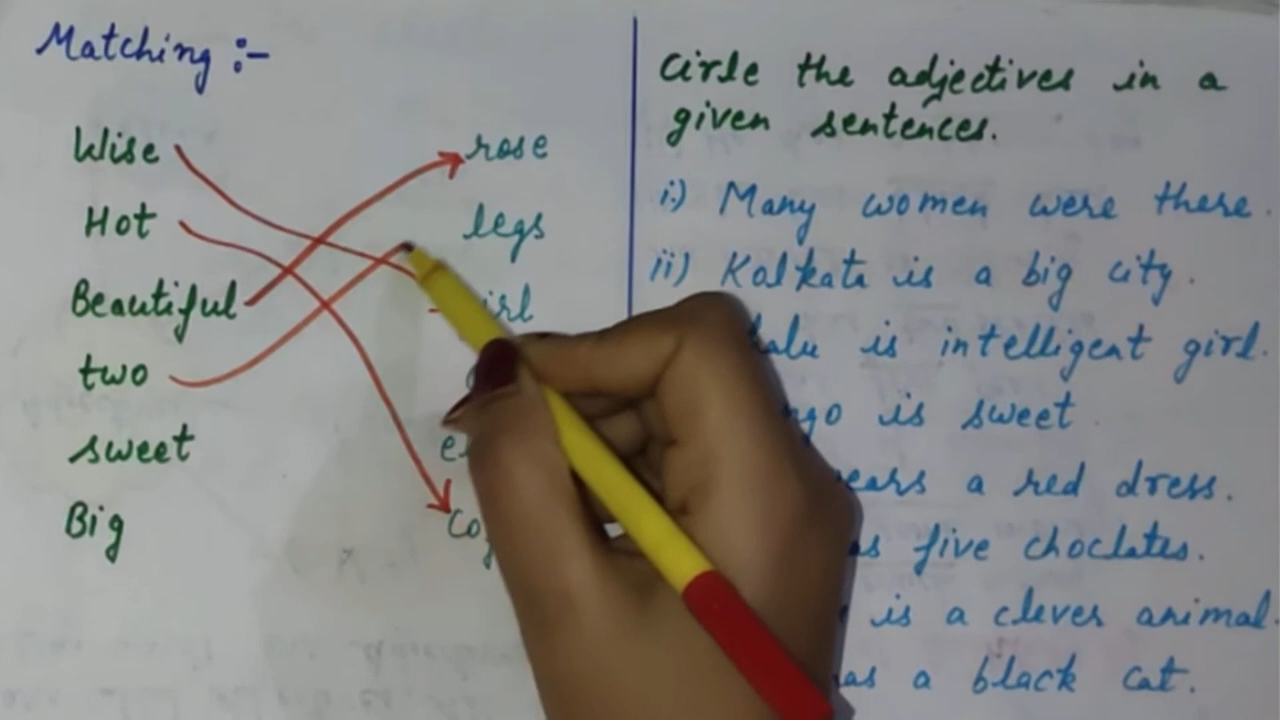 Matching :-
Wise
rose
Hot
legs
Beautiful
two
sweet
Big
Cirle the adjectives in a
given sentences.
i.) Many women were there.
ii) Kolkata is a big city.
is intelligent girl.
is sweet.
a red dress.
five choclates.
is a clever animal.
a black cat.